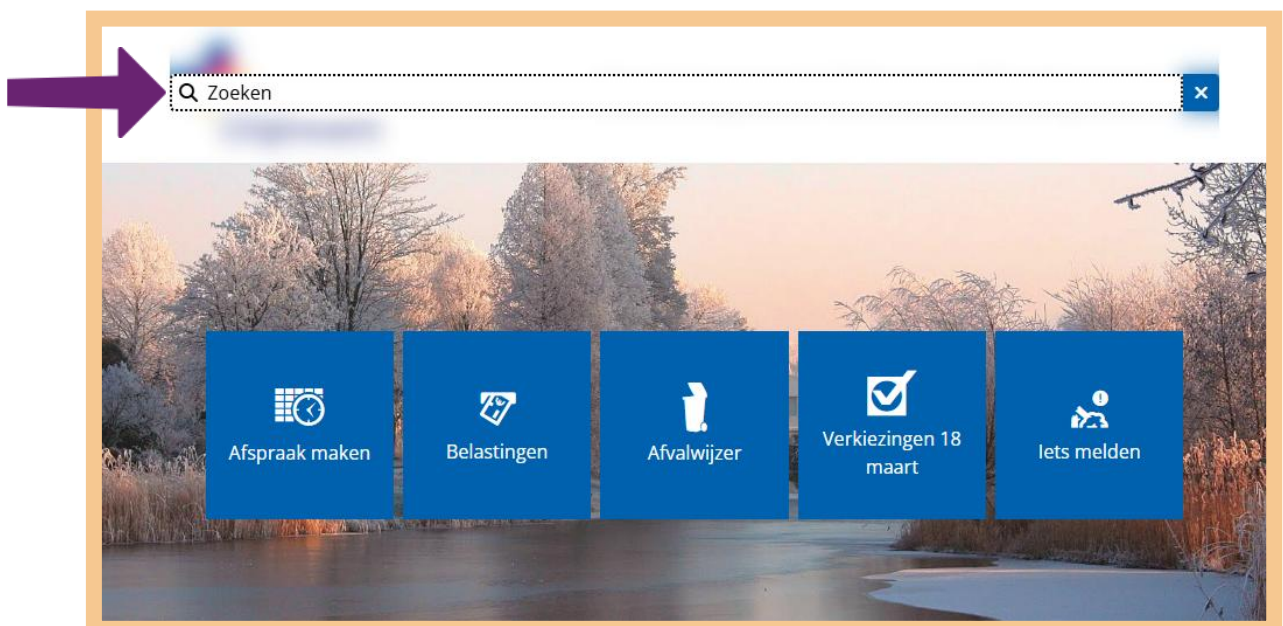 Zoeken
Afspraak maken
Belastingen
Afvalwijzer
Verkiezingen 18
maart
Iets melden